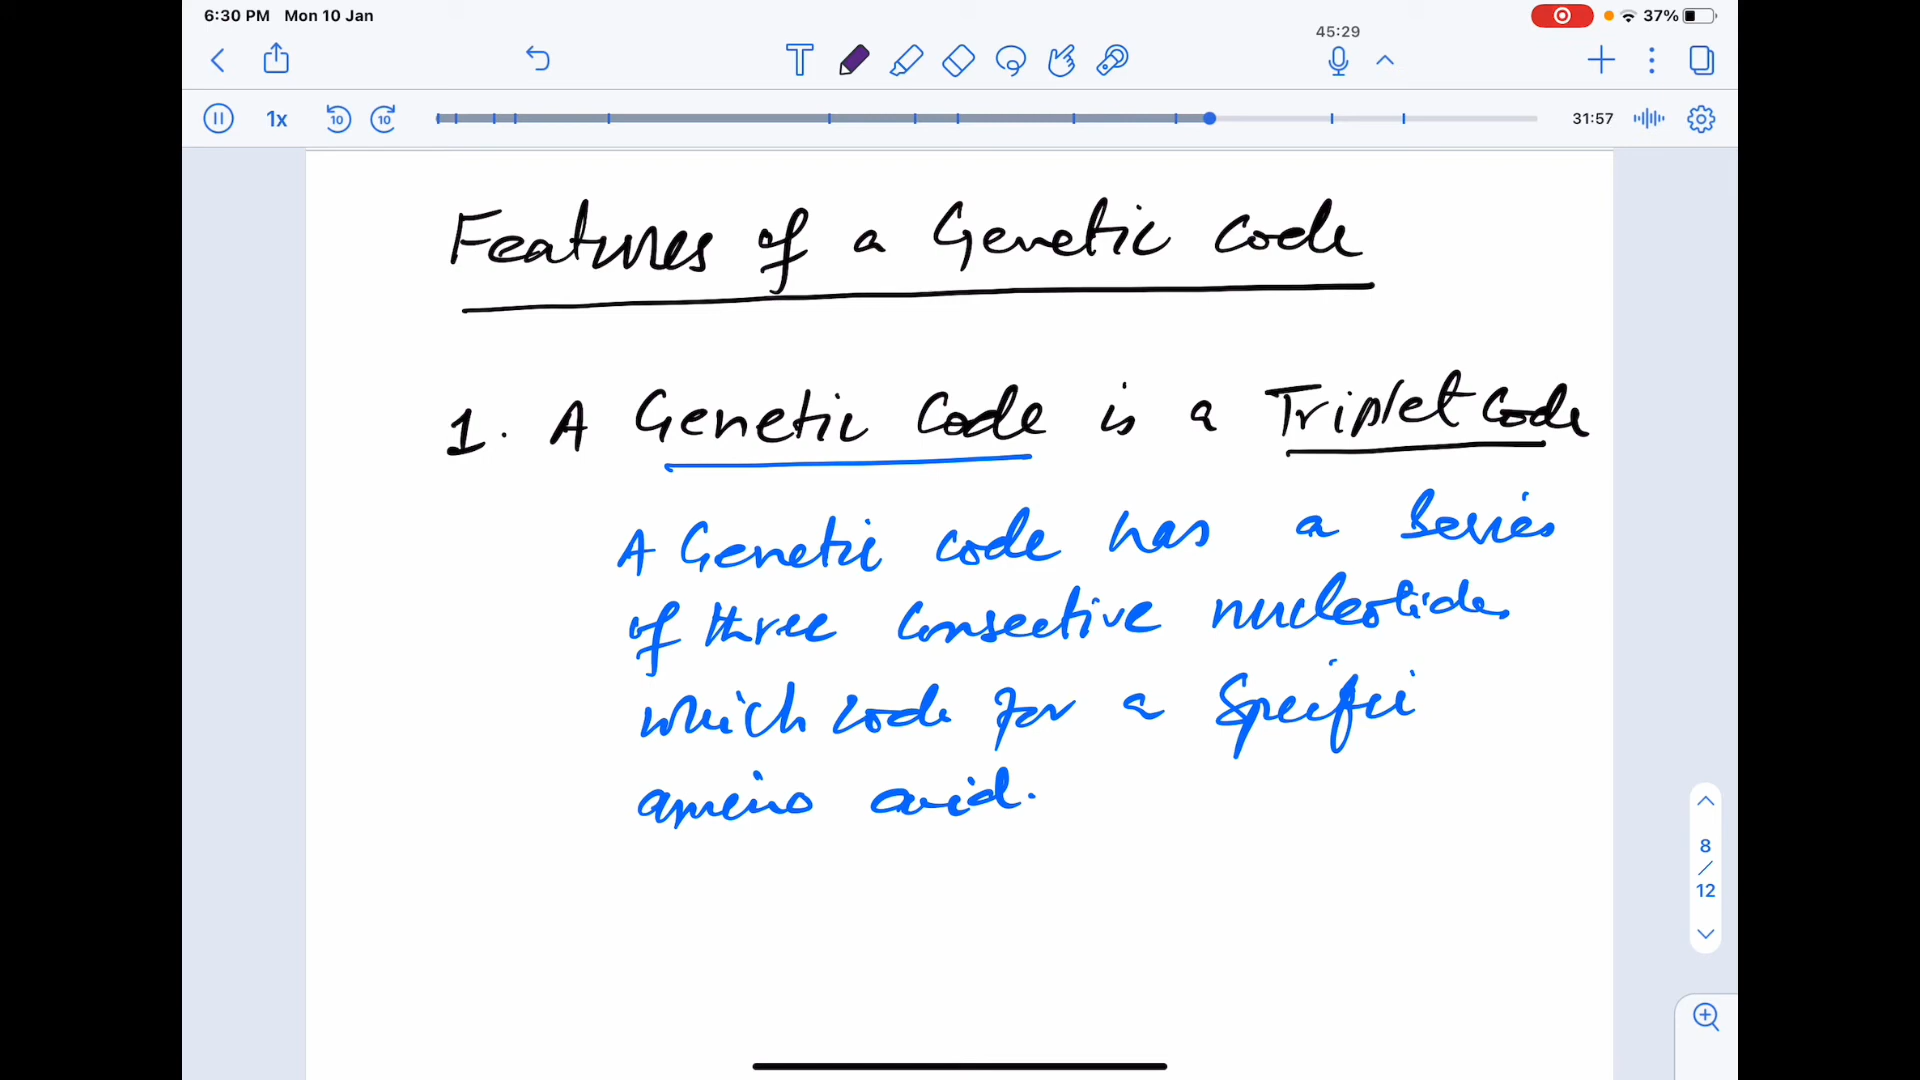 6:30 PM Mon 10 Jan
37%
45:29
T
1x
10
10
31:57
Features of a Genetic Code
1. A Genetic Code is a Triplet Code
A Genetic code has a Series
of three consective nucleotides
which code for a Specific
amino acid.
8
/
12